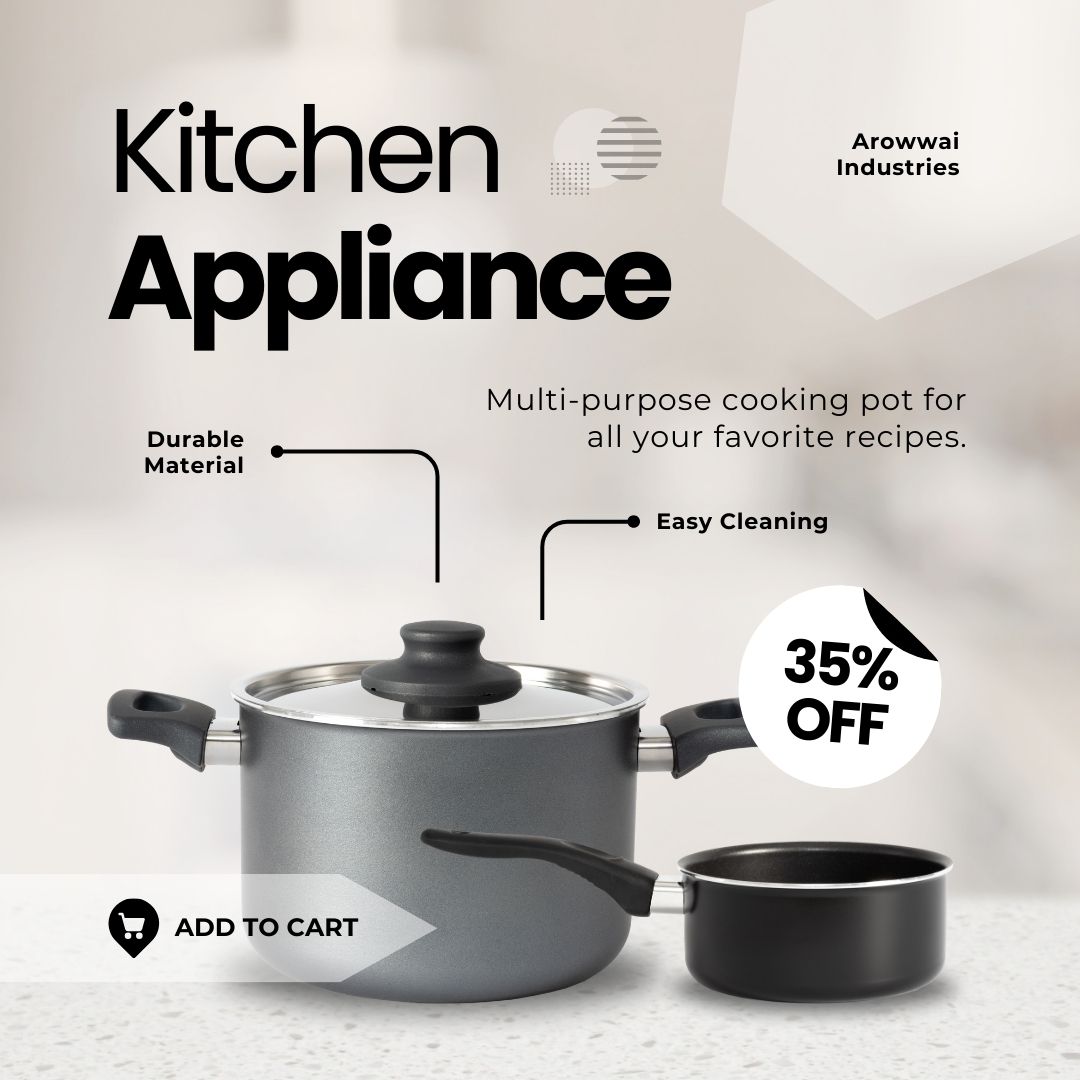 Kitchen
Appliance
Arowwai
Industries
Multi-purpose cooking pot for
all your favorite recipes.
Durable
Material
Easy Cleaning
35%
OFF
ADD TO CART